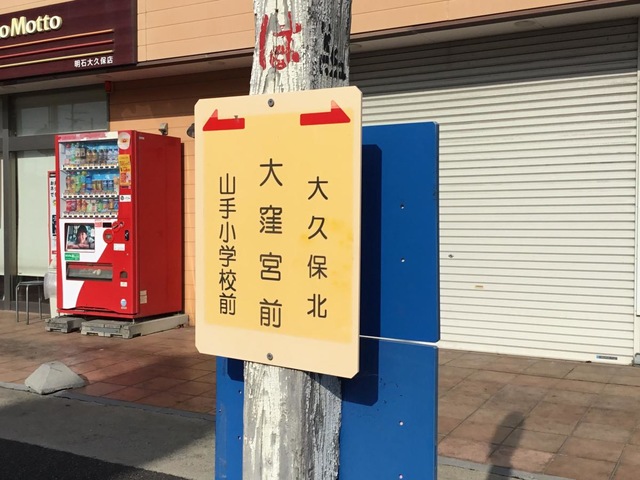 oMotto
明石大久保店
ば
大久保北
大窪宮前
山手小学校前